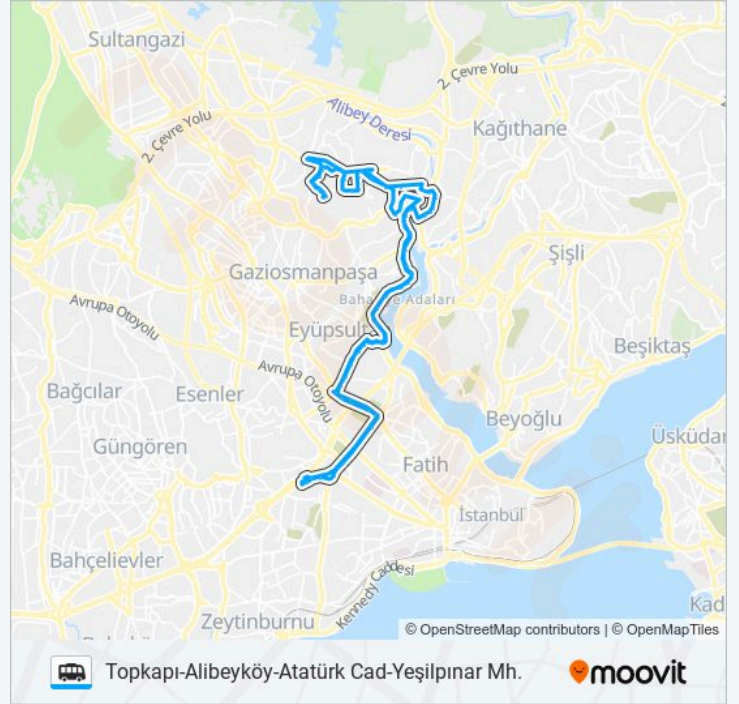 Sultangazi
2. Çevre Yolu
Alibey Deresi
Kağıthane
2. Çevre Yolu
Şişli
Gaziosmanpaşa
Adaları
Avrupa Otoyolu
Beşiktaş
Avrupa Otoyolu
Bağcılar
Esenler
Beyoğlu
Üsküdar
Güngören
Fatih
İstanbul
Bahçelievler
Kennedy Caddesi
Zeytinburnu
Kad
© OpenStreetMap contributors | © OpenMapTiles
Topkapı-Alibeyköy-Atatürk Cad-Yeşilpınar Mh.
moovit